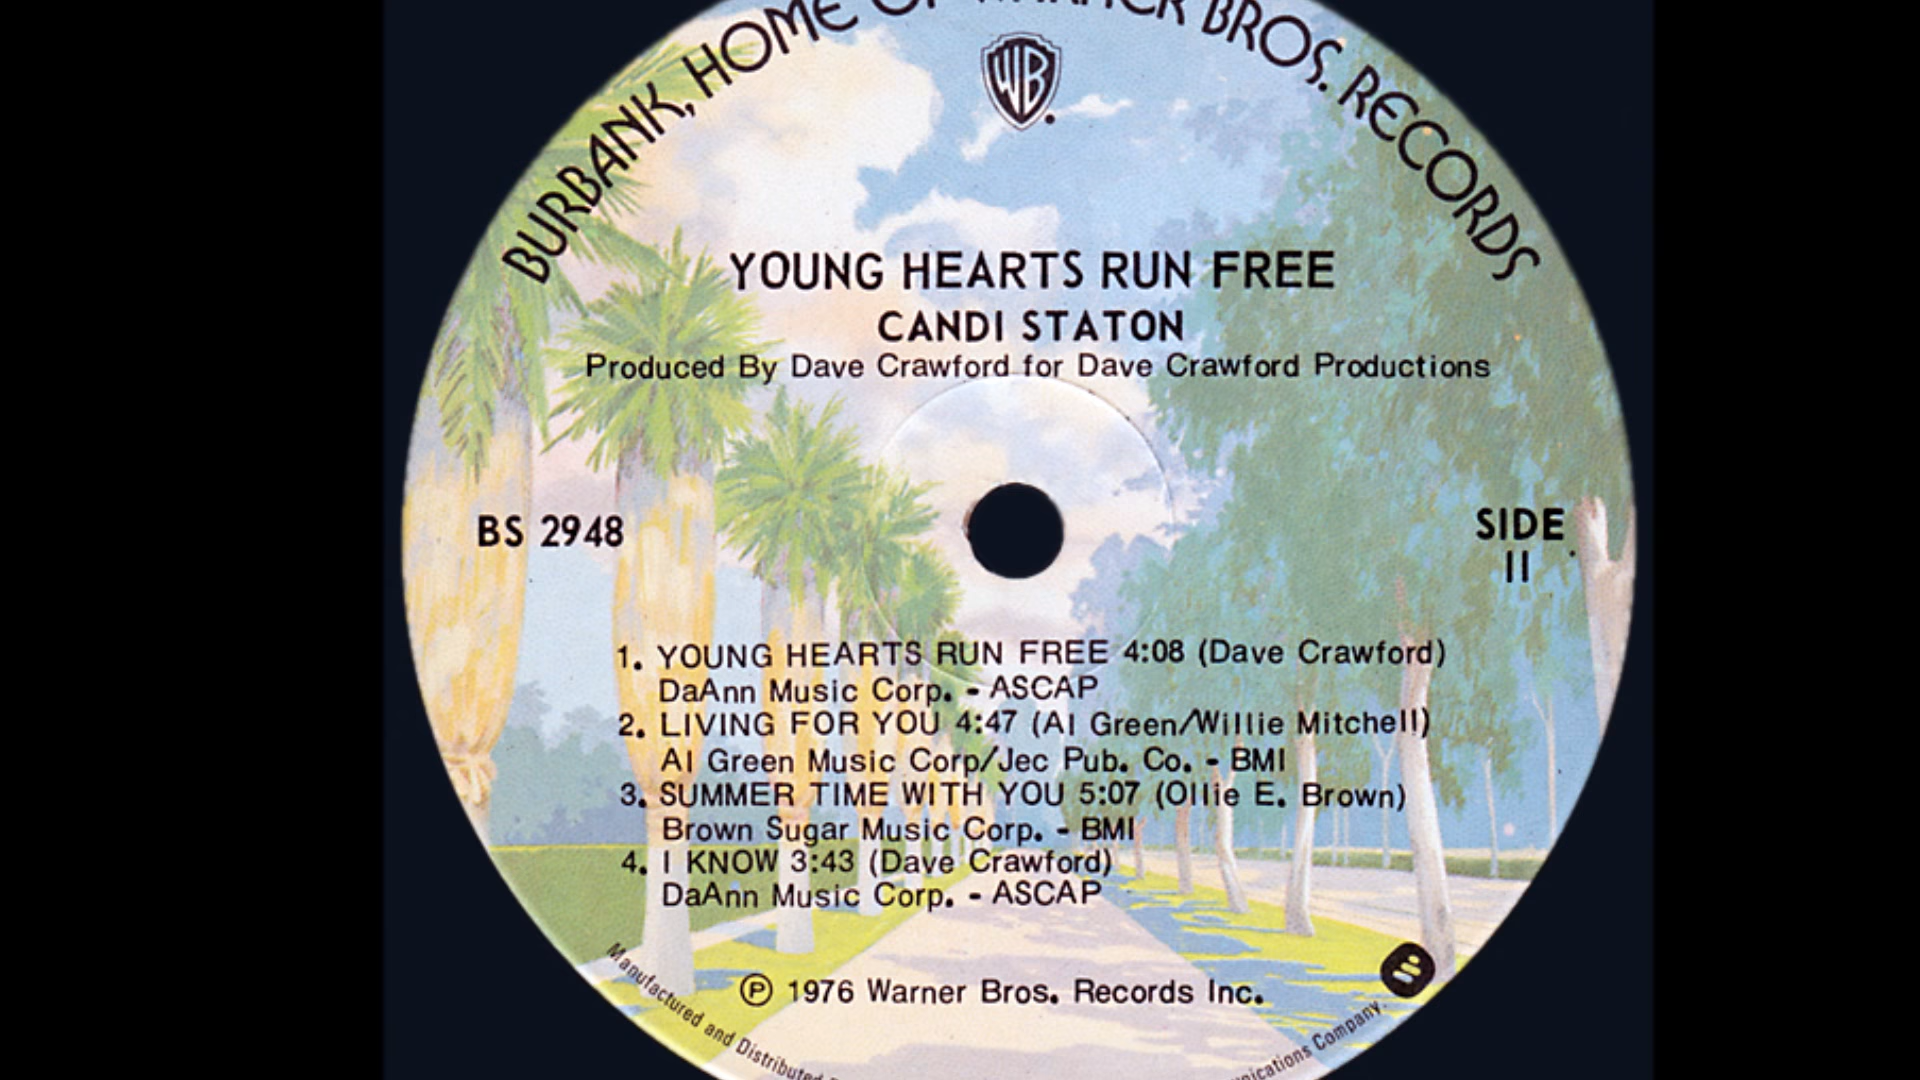 BURBANK, HOME OF WARNER BROS. RECORDS
WB
YOUNG HEARTS RUN FREE
CANDI STATON
Produced By Dave Crawford for Dave Crawford Productions
BS 2948
SIDE
II
1. YOUNG HEARTS RUN FREE 4:08 (Dave Crawford)
DaAnn Music Corp. - ASCAP
2. LIVING FOR YOU 4:47 (Al Green/Willie Mitchell)
Al Green Music Corp/Jec Pub. Co. - BMI
3. SUMMER TIME WITH YOU 5:07 (Ollie E. Brown)
Brown Sugar Music Corp. - BMI
4. I KNOW 3:43 (Dave Crawford)
DaAnn Music Corp. - ASCAP
℗ 1976 Warner Bros. Records Inc.
Manufactured and Distributed
Company.